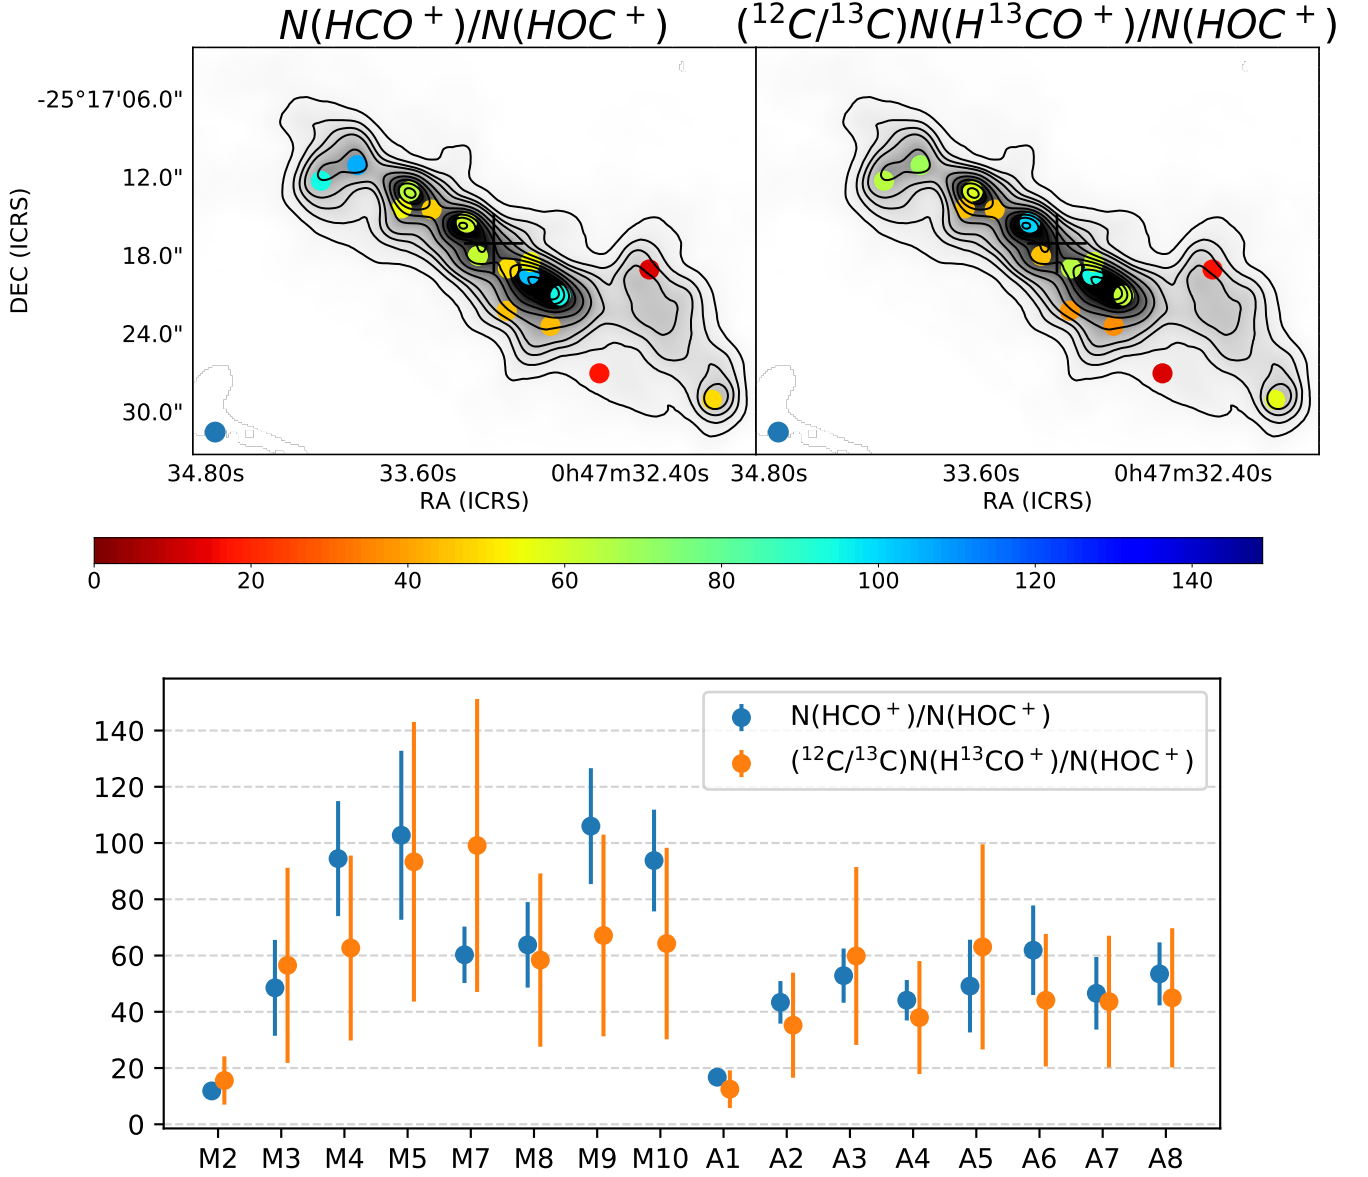 N(HCO⁺)/N(HOC⁺) (¹²C/¹³C)N(H¹³CO⁺)/N(HOC⁺)
-25°17'06.0"
12.0"
18.0"
24.0"
30.0"
DEC (ICRS)
34.80s 33.60s 0h47m32.40s 34.80s 33.60s 0h47m32.40s
RA (ICRS) RA (ICRS)
0 20 40 60 80 100 120 140
N(HCO⁺)/N(HOC⁺)
(¹²C/¹³C)N(H¹³CO⁺)/N(HOC⁺)
140
120
100
80
60
40
20
0
M2 M3 M4 M5 M7 M8 M9 M10 A1 A2 A3 A4 A5 A6 A7 A8